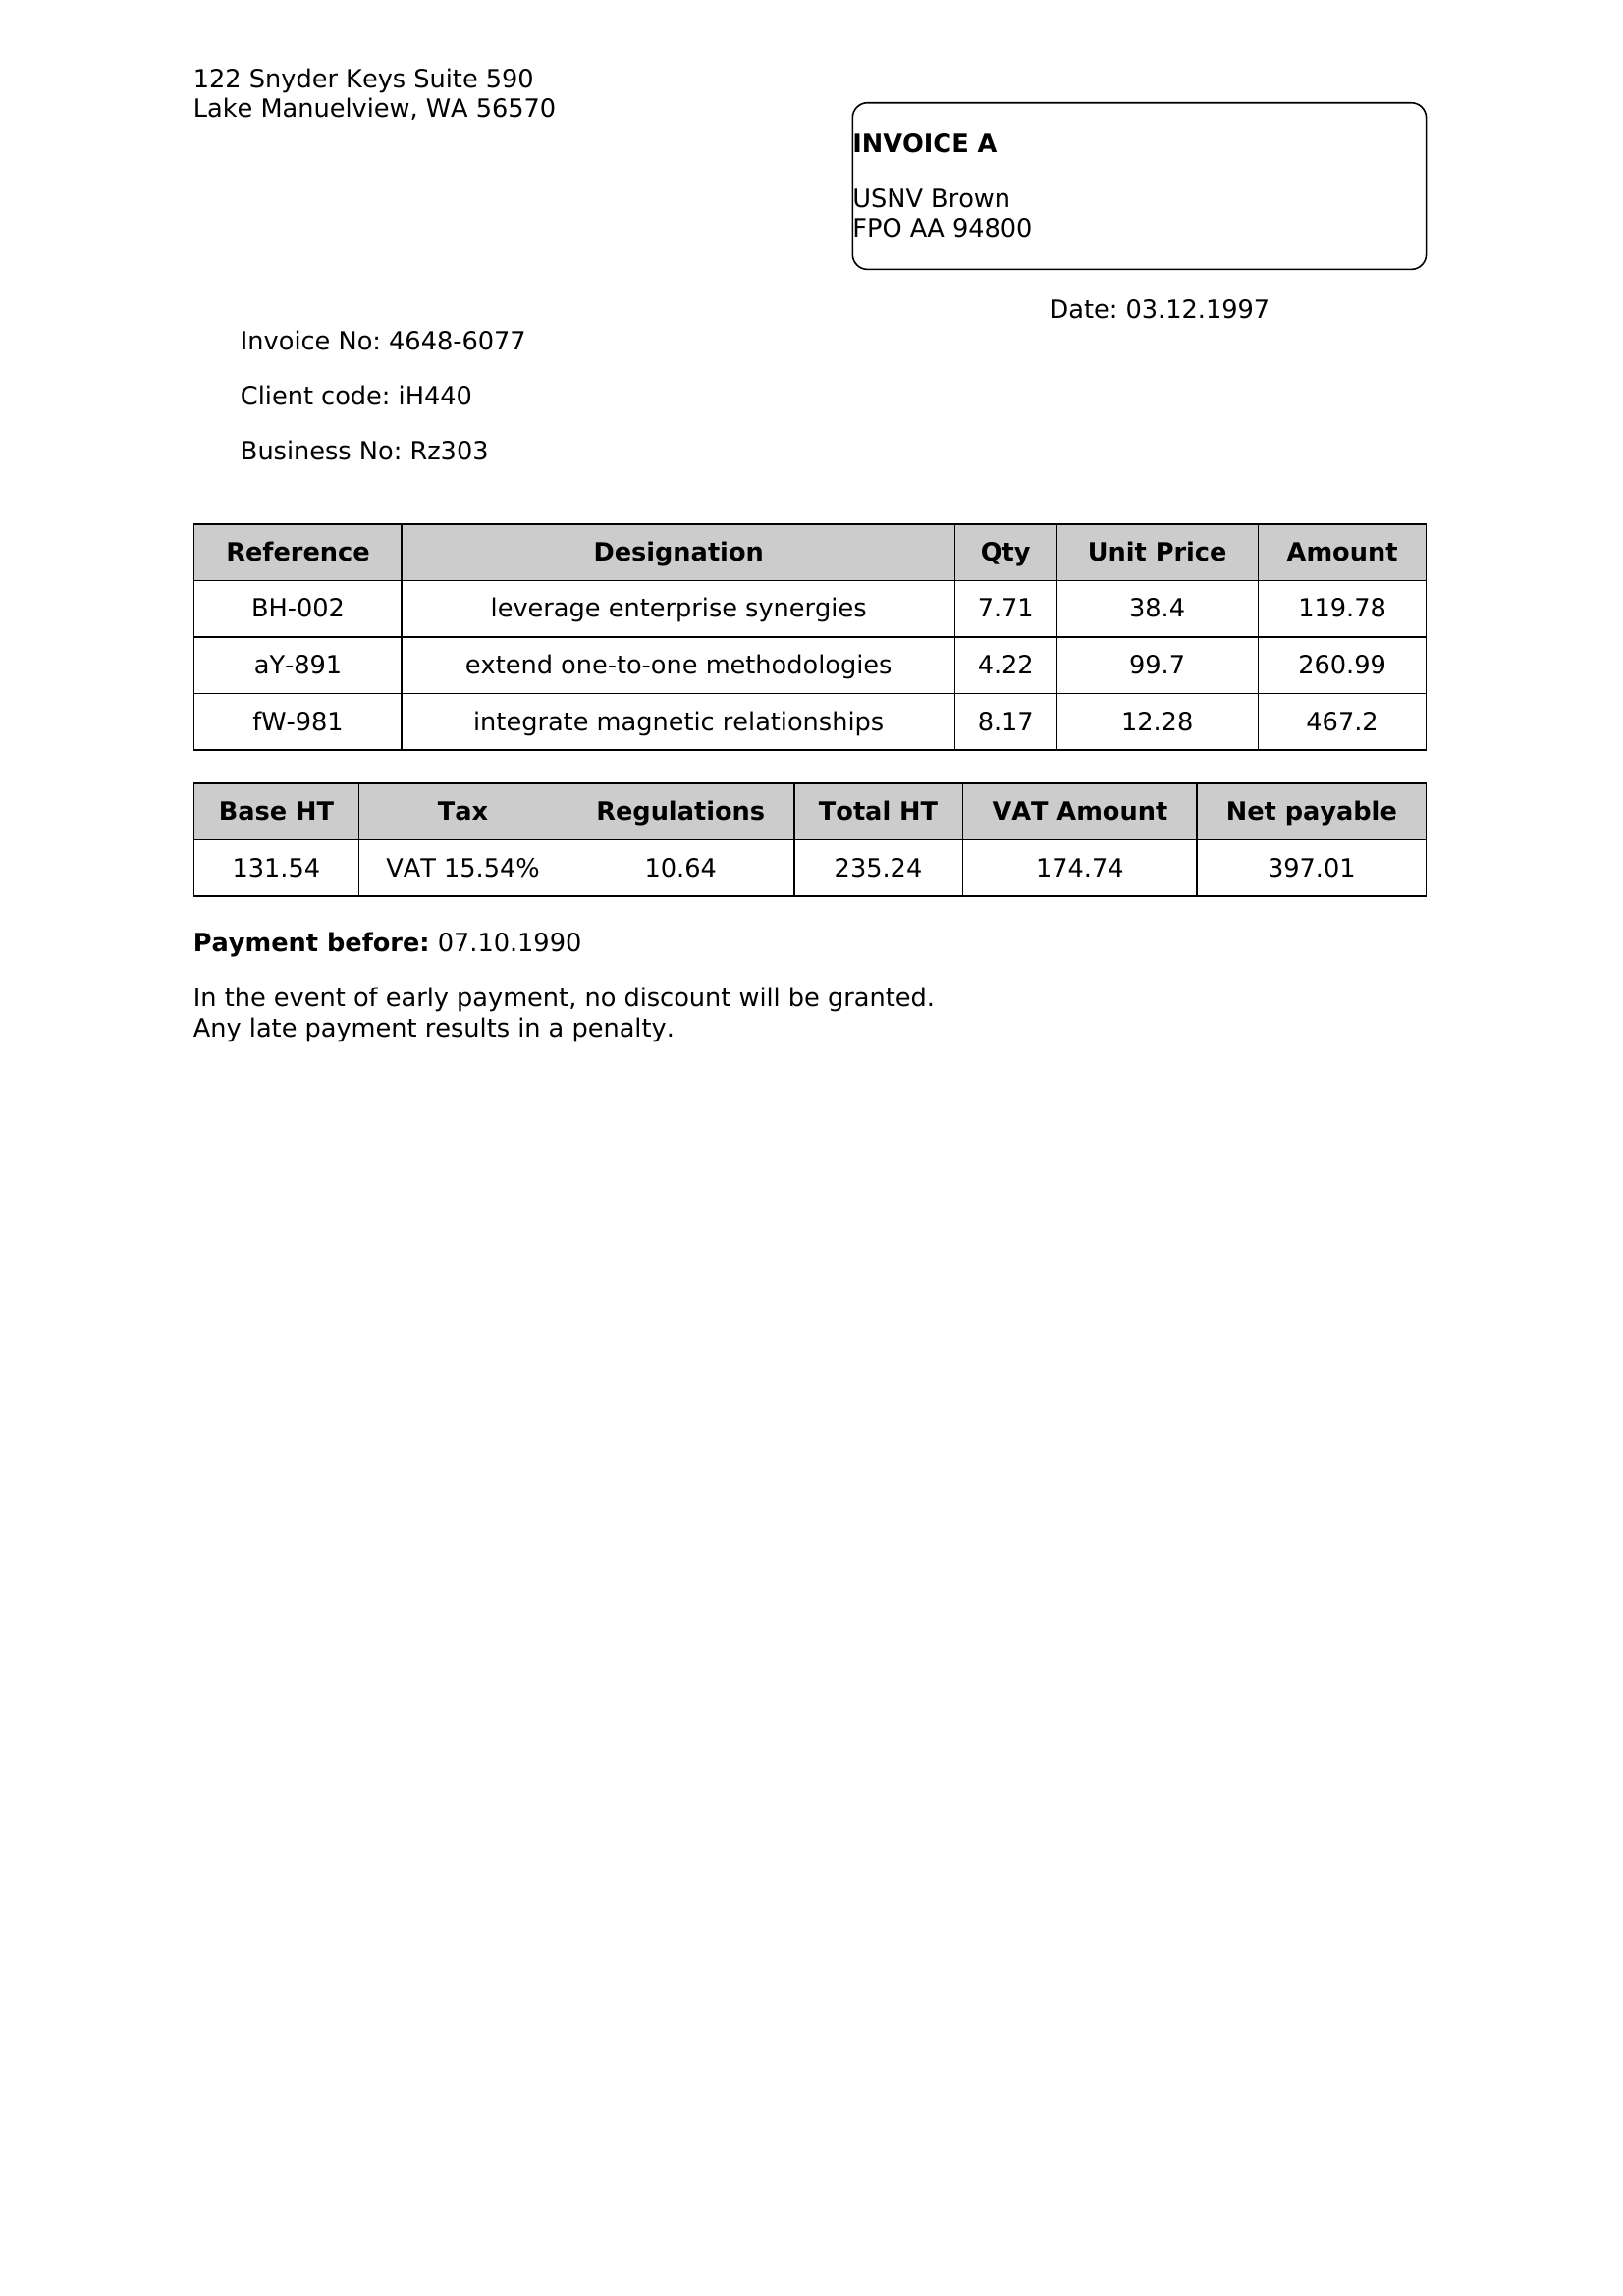 122 Snyder Keys Suite 590
Lake Manuelview, WA 56570
INVOICE A
USNV Brown
FPO AA 94800
Date: 03.12.1997
Invoice No: 4648-6077
Client code: iH440
Business No: Rz303
Reference Designation Qty Unit Price Amount
BH-002 leverage enterprise synergies 7.71 38.4 119.78
aY-891 extend one-to-one methodologies 4.22 99.7 260.99
fW-981 integrate magnetic relationships 8.17 12.28 467.2
Base HT Tax Regulations Total HT VAT Amount Net payable
131.54 VAT 15.54% 10.64 235.24 174.74 397.01
Payment before: 07.10.1990
In the event of early payment, no discount will be granted.
Any late payment results in a penalty.